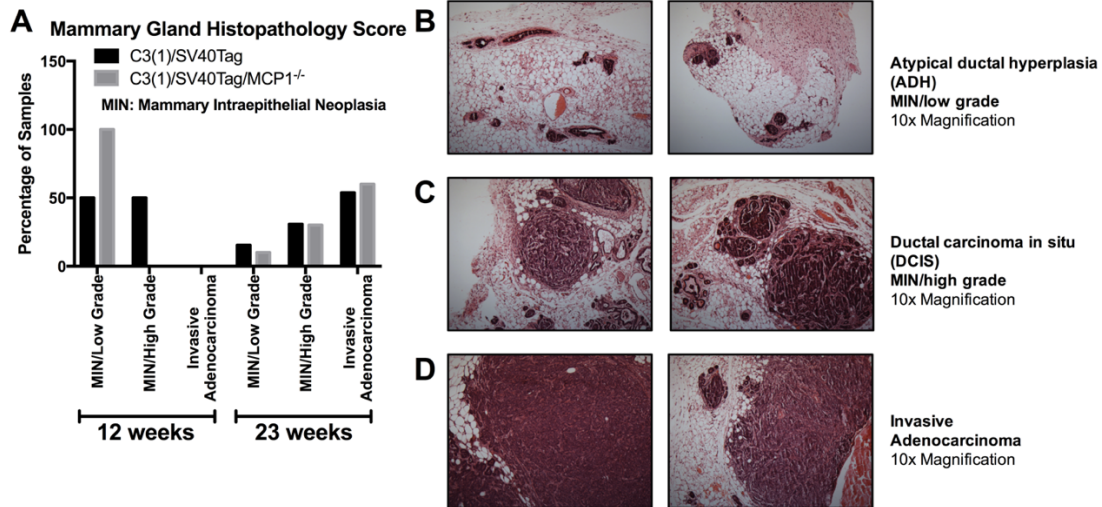 A
Mammary Gland Histopathology Score
C3(1)/SV40Tag
C3(1)/SV40Tag/MCP1-/-
MIN: Mammary Intraepithelial Neoplasia
Percentage of Samples
150
100
50
0
MIN/Low Grade
MIN/High Grade
Invasive
Adenocarcinoma
MIN/Low Grade
MIN/High Grade
Invasive
Adenocarcinoma
12 weeks
23 weeks
B
Atypical ductal hyperplasia
(ADH)
MIN/low grade
10x Magnification
C
Ductal carcinoma in situ
(DCIS)
MIN/high grade
10x Magnification
D
Invasive
Adenocarcinoma
10x Magnification